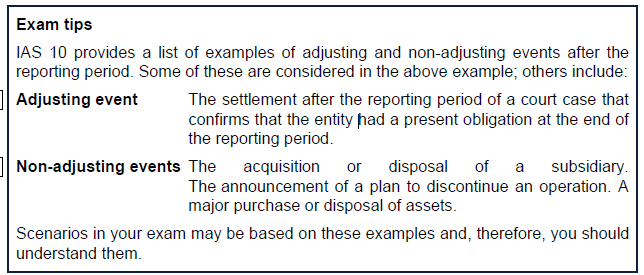 Exam tips
IAS 10 provides a list of examples of adjusting and non-adjusting events after the
reporting period. Some of these are considered in the above example; others include:
Adjusting event The settlement after the reporting period of a court case that
confirms that the entity had a present obligation at the end of
the reporting period.
Non-adjusting events The acquisition or disposal of a subsidiary.
The announcement of a plan to discontinue an operation. A
major purchase or disposal of assets.
Scenarios in your exam may be based on these examples and, therefore, you should
understand them.